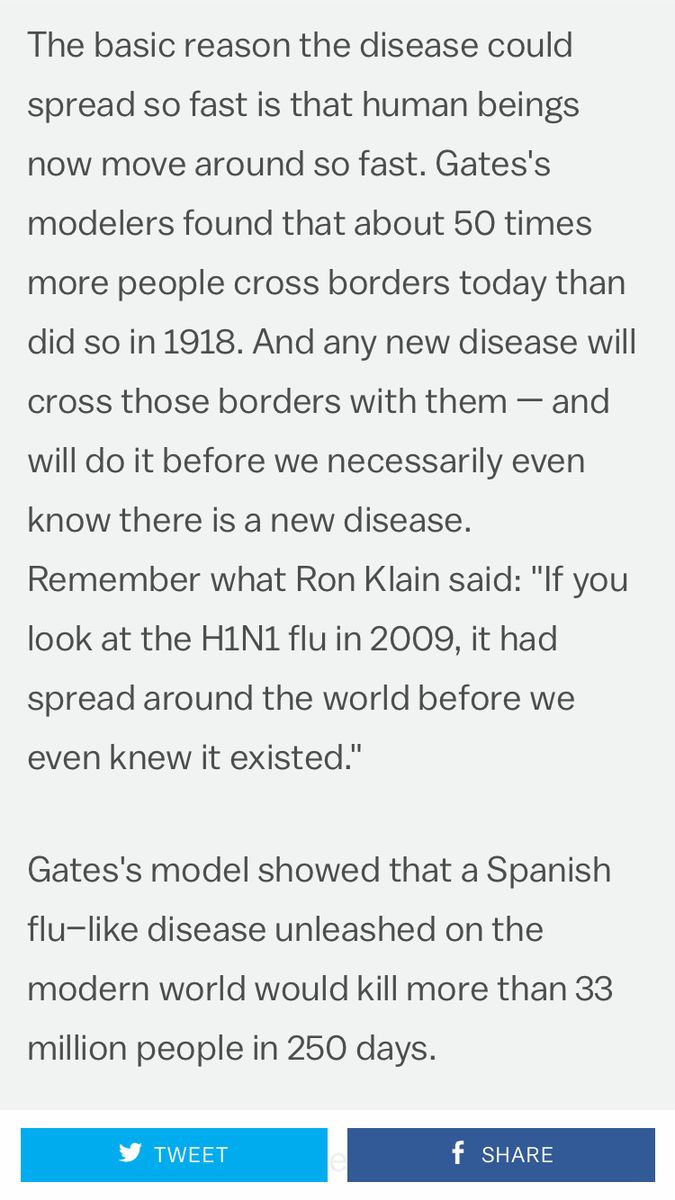 The basic reason the disease could
spread so fast is that human beings
now move around so fast. Gates's
modelers found that about 50 times
more people cross borders today than
did so in 1918. And any new disease will
cross those borders with them — and
will do it before we necessarily even
know there is a new disease.
Remember what Ron Klain said: "If you
look at the H1N1 flu in 2009, it had
spread around the world before we
even knew it existed."
Gates's model showed that a Spanish
flu–like disease unleashed on the
modern world would kill more than 33
million people in 250 days.
TWEET
SHARE